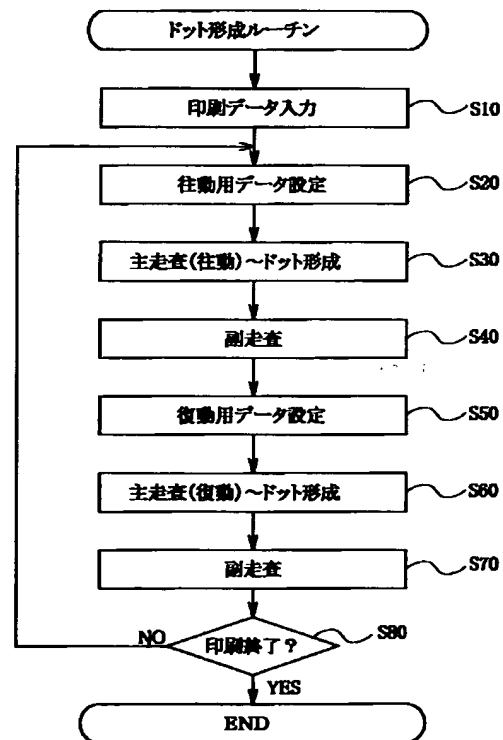 ドット形成ルーチン
印刷データ入力
S10
往動用データ設定
S20
主走査(往動)~ドット形成
S30
副走査
S40
復動用データ設定
S50
主走査(復動)~ドット形成
S60
副走査
S70
印刷終了?
S80
NO
YES
END